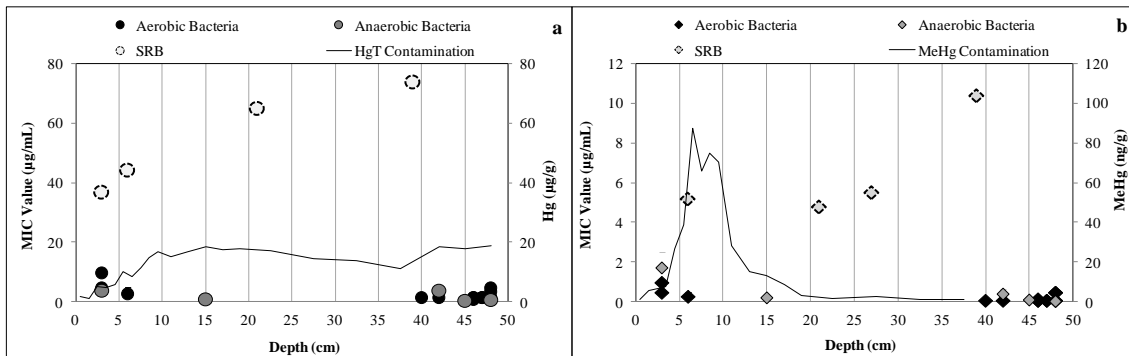 Aerobic Bacteria
Anaerobic Bacteria
a
SRB
HgT Contamination
80
60
40
20
0
80
60
40
20
0
MIC Value (µg/mL)
Hg (µg/g)
0 5 10 15 20 25 30 35 40 45 50
Depth (cm)
Aerobic Bacteria
Anaerobic Bacteria
b
SRB
MeHg Contamination
12
10
8
6
4
2
0
120
100
80
60
40
20
0
MIC Value (µg/mL)
MeHg (ng/g)
0 5 10 15 20 25 30 35 40 45 50
Depth (cm)